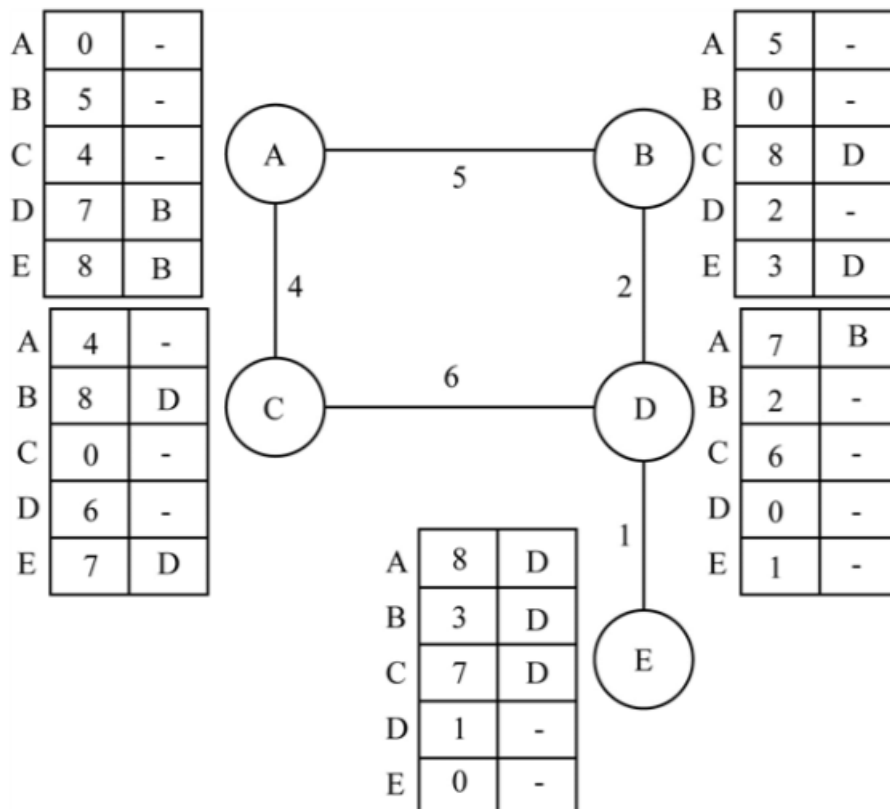 A 0 -
B 5 -
C 4 -
D 7 B
E 8 B
A 5 -
B 0 -
C 8 D
D 2 -
E 3 D
A
5
B
4
2
A 4 -
B 8 D
C 0 -
D 6 -
E 7 D
C
6
D
A 7 B
B 2 -
C 6 -
D 0 -
E 1 -
1
A 8 D
B 3 D
C 7 D
D 1 -
E 0 -
E